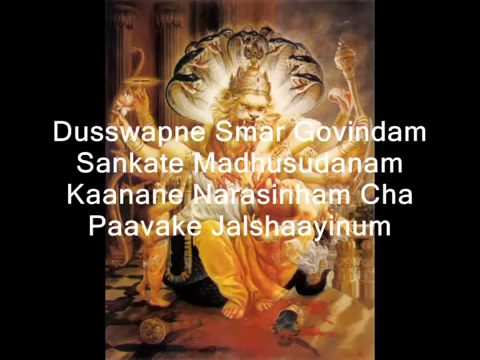 Dusswapne Smar Govindam
Sankate Madhusudanam
Kaanane Narasinham Cha
Paavake Jalshaayinum